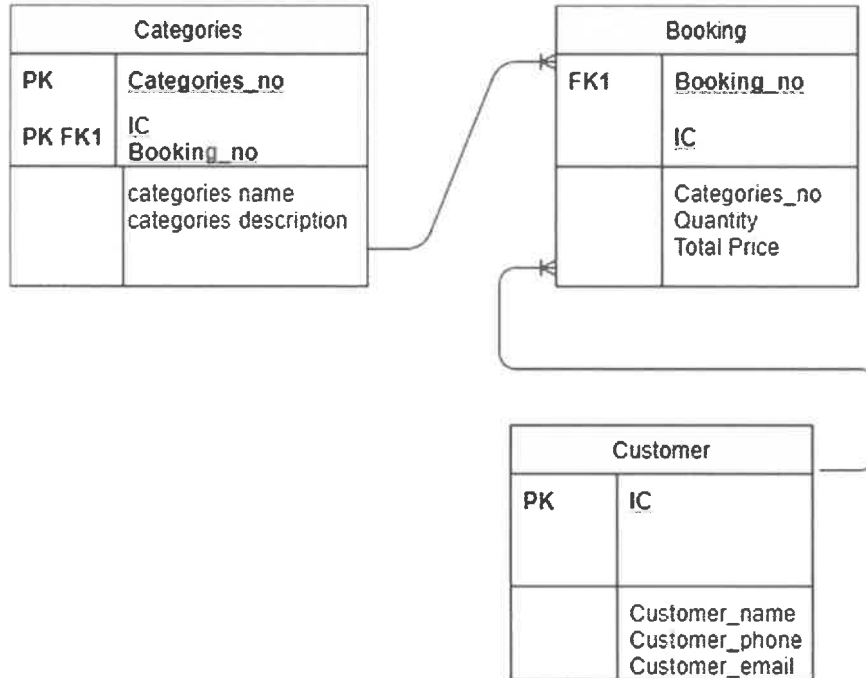 Categories
PK Categories_no
PK FK1 IC
Booking_no
categories name
categories description
Booking
FK1 Booking_no
IC
Categories_no
Quantity
Total Price
Customer
PK IC
Customer_name
Customer_phone
Customer_email